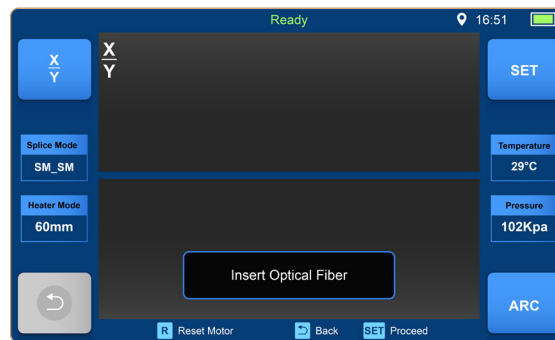 Ready
16:51
X
Y
X
Y
SET
Splice Mode
SM_SM
Temperature
29°C
Heater Mode
60mm
Pressure
102Kpa
Insert Optical Fiber
ARC
R Reset Motor
Back
SET Proceed